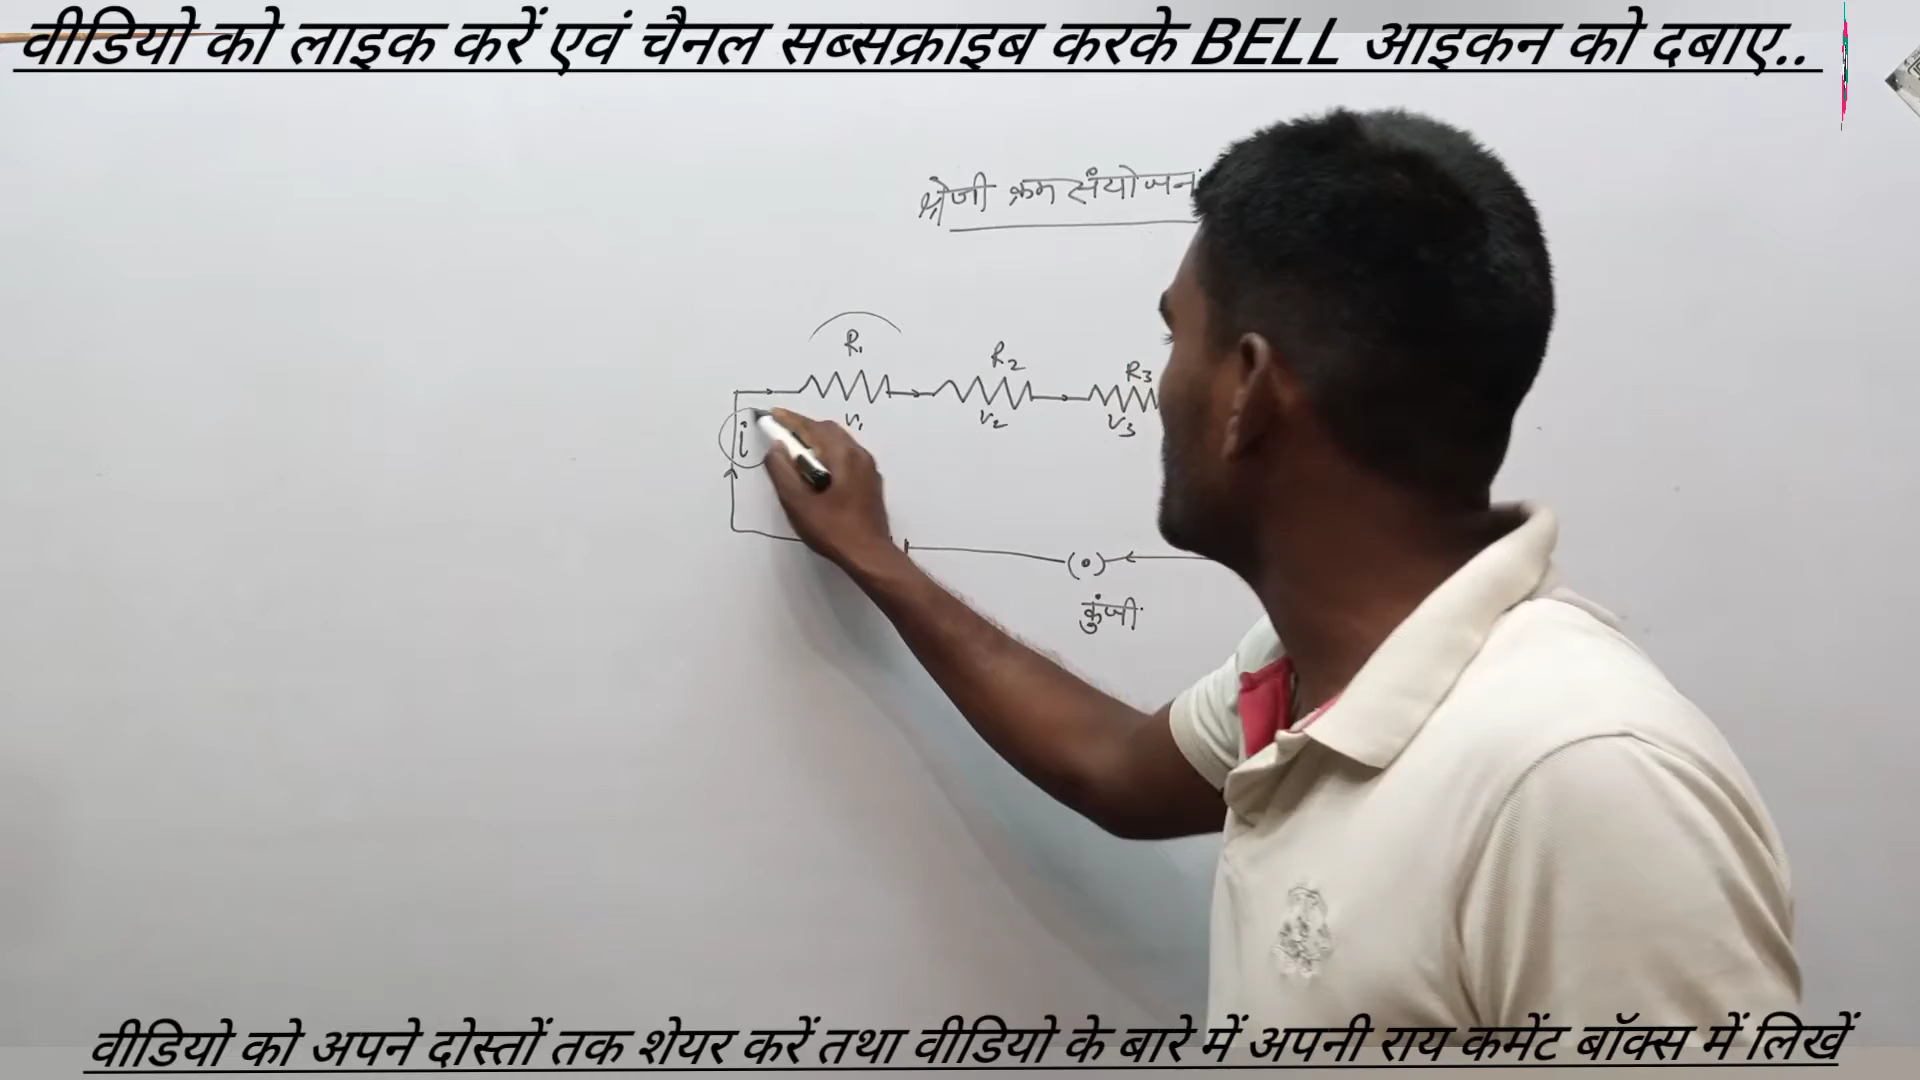 वीडियो को लाइक करें एवं चैनल सब्सक्राइब करके BELL आइकन को दबाए..
श्रेणी क्रम संयोजन
R₁
R₂
R₃
V₁
V₂
V₃
i
कुंजी
वीडियो को अपने दोस्तों तक शेयर करें तथा वीडियो के बारे में अपनी राय कमेंट बॉक्स में लिखें